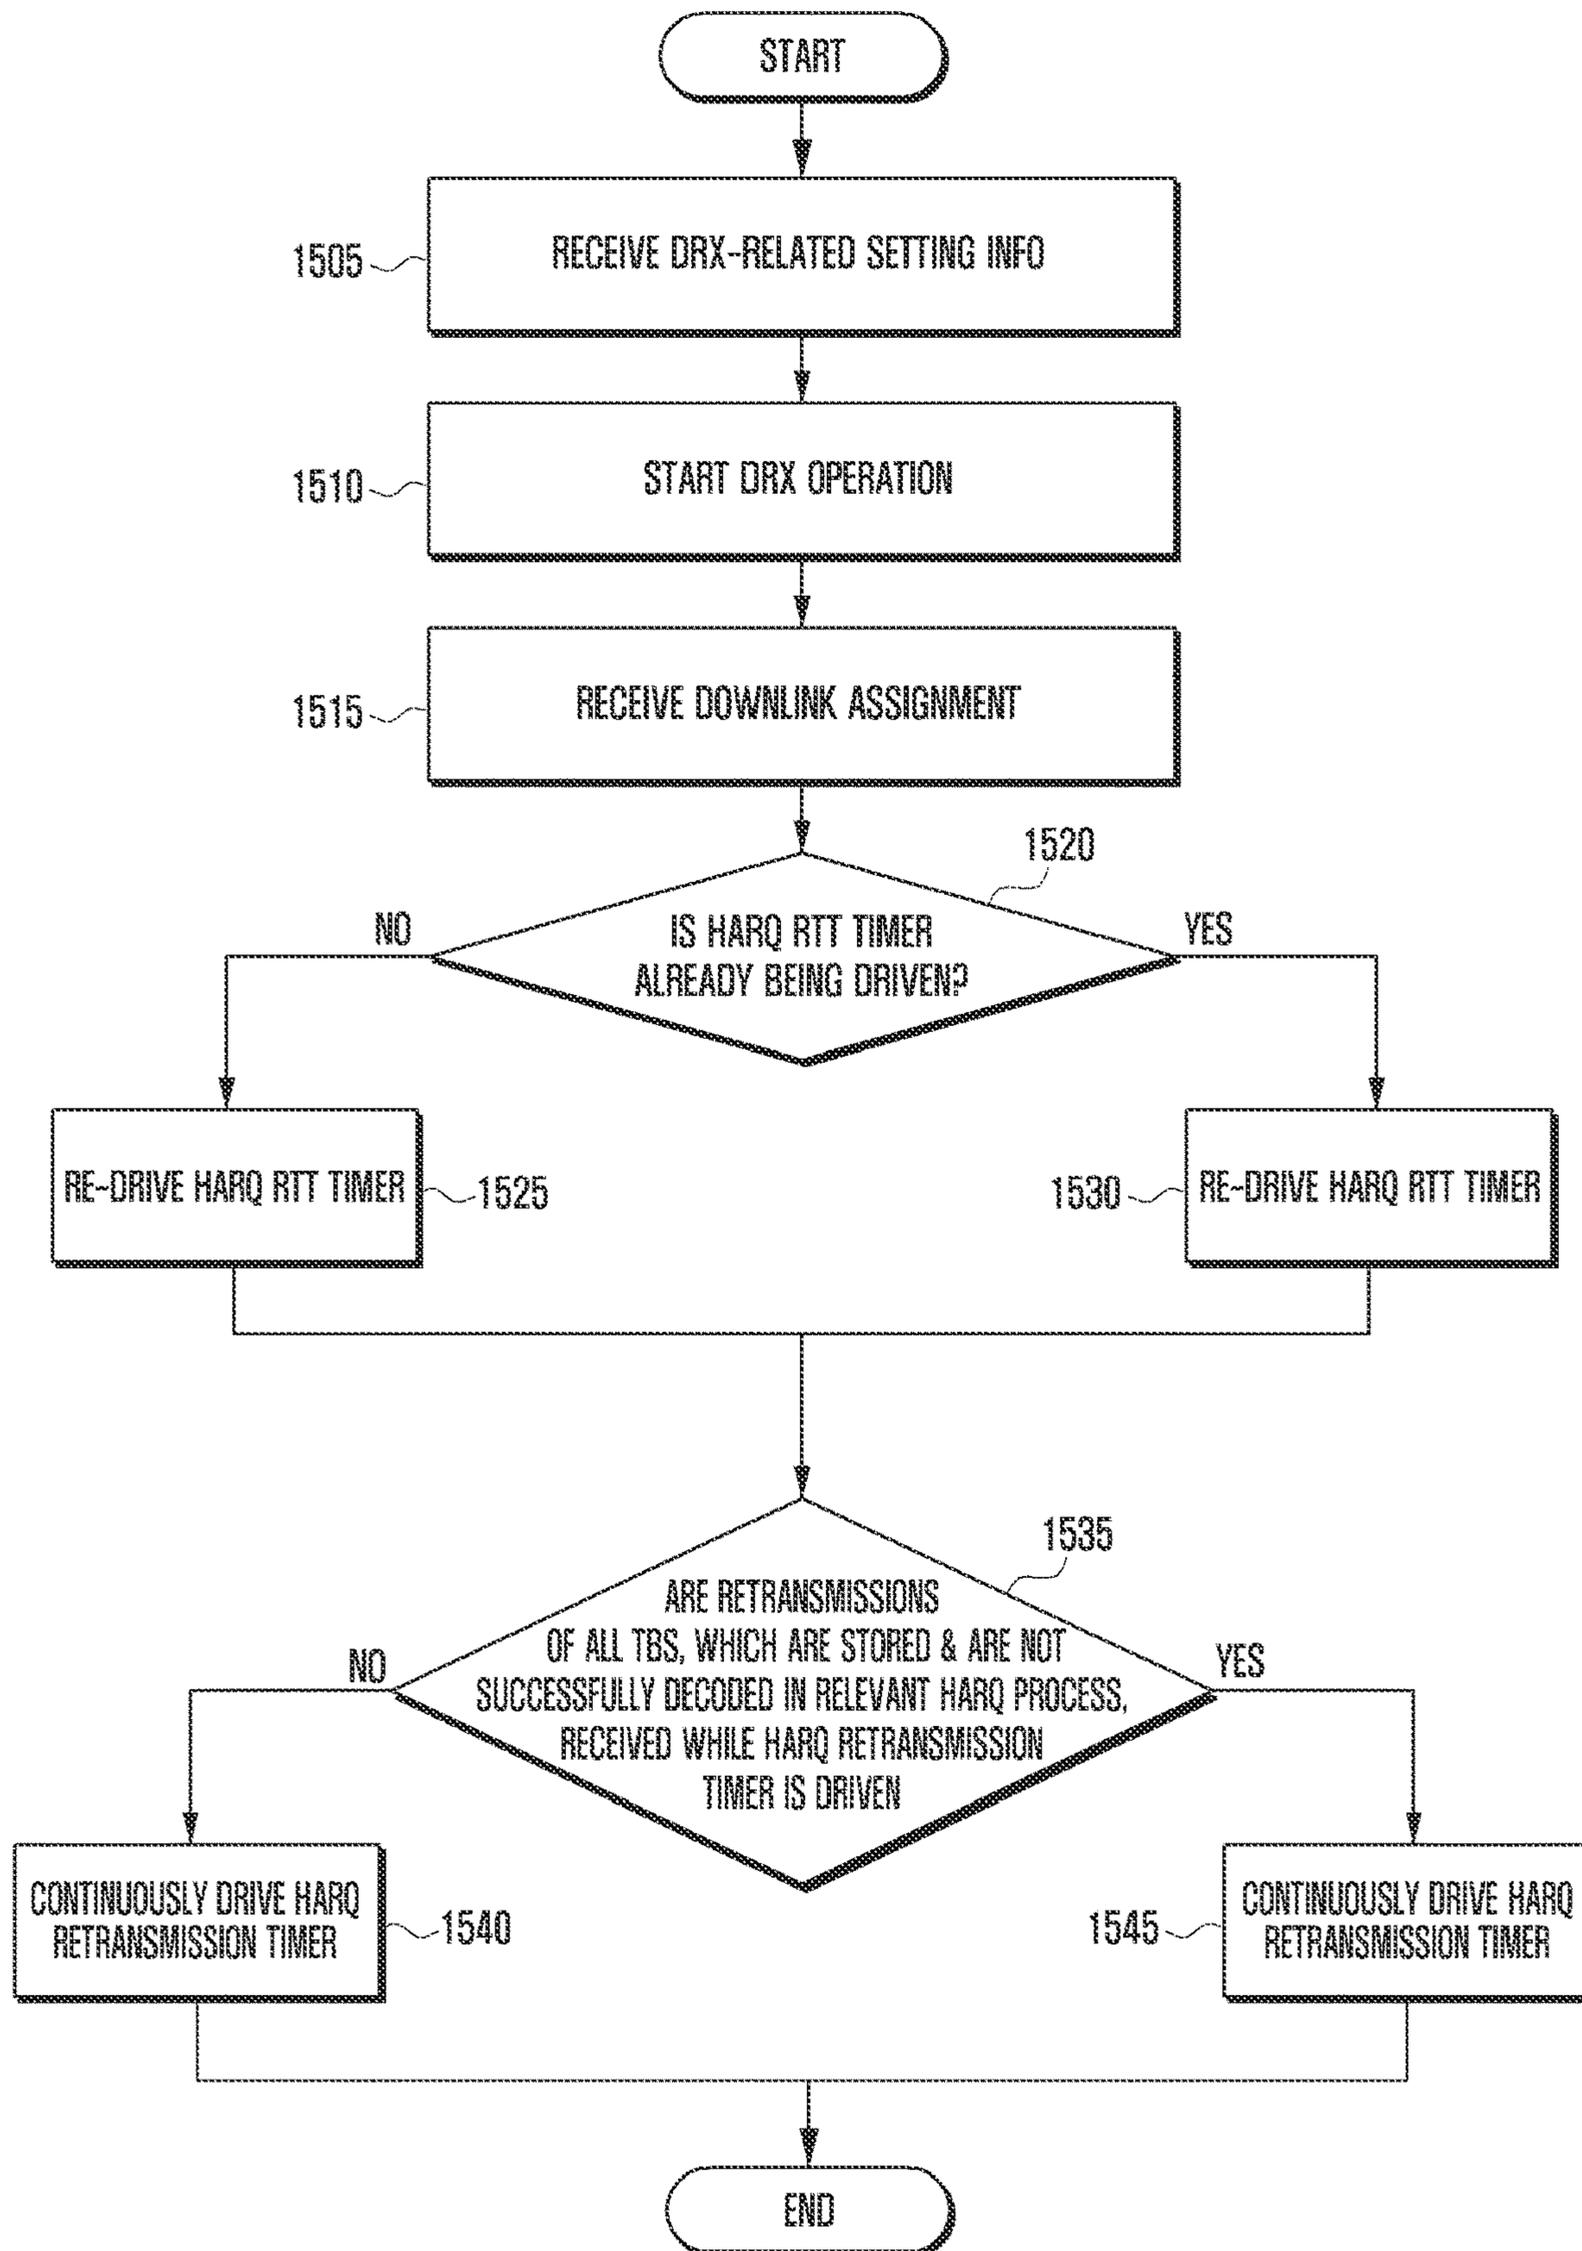 START
1505
RECEIVE DRX-RELATED SETTING INFO
1510
START DRX OPERATION
1515
RECEIVE DOWNLINK ASSIGNMENT
1520
NO
IS HARQ RTT TIMER
ALREADY BEING DRIVEN?
YES
RE-DRIVE HARQ RTT TIMER
1525
1530
RE-DRIVE HARQ RTT TIMER
1535
NO
ARE RETRANSMISSIONS
OF ALL TBS, WHICH ARE STORED & ARE NOT
SUCCESSFULLY DECODED IN RELEVANT HARQ PROCESS,
RECEIVED WHILE HARQ RETRANSMISSION
TIMER IS DRIVEN
YES
CONTINUOUSLY DRIVE HARQ
RETRANSMISSION TIMER
1540
1545
CONTINUOUSLY DRIVE HARQ
RETRANSMISSION TIMER
END